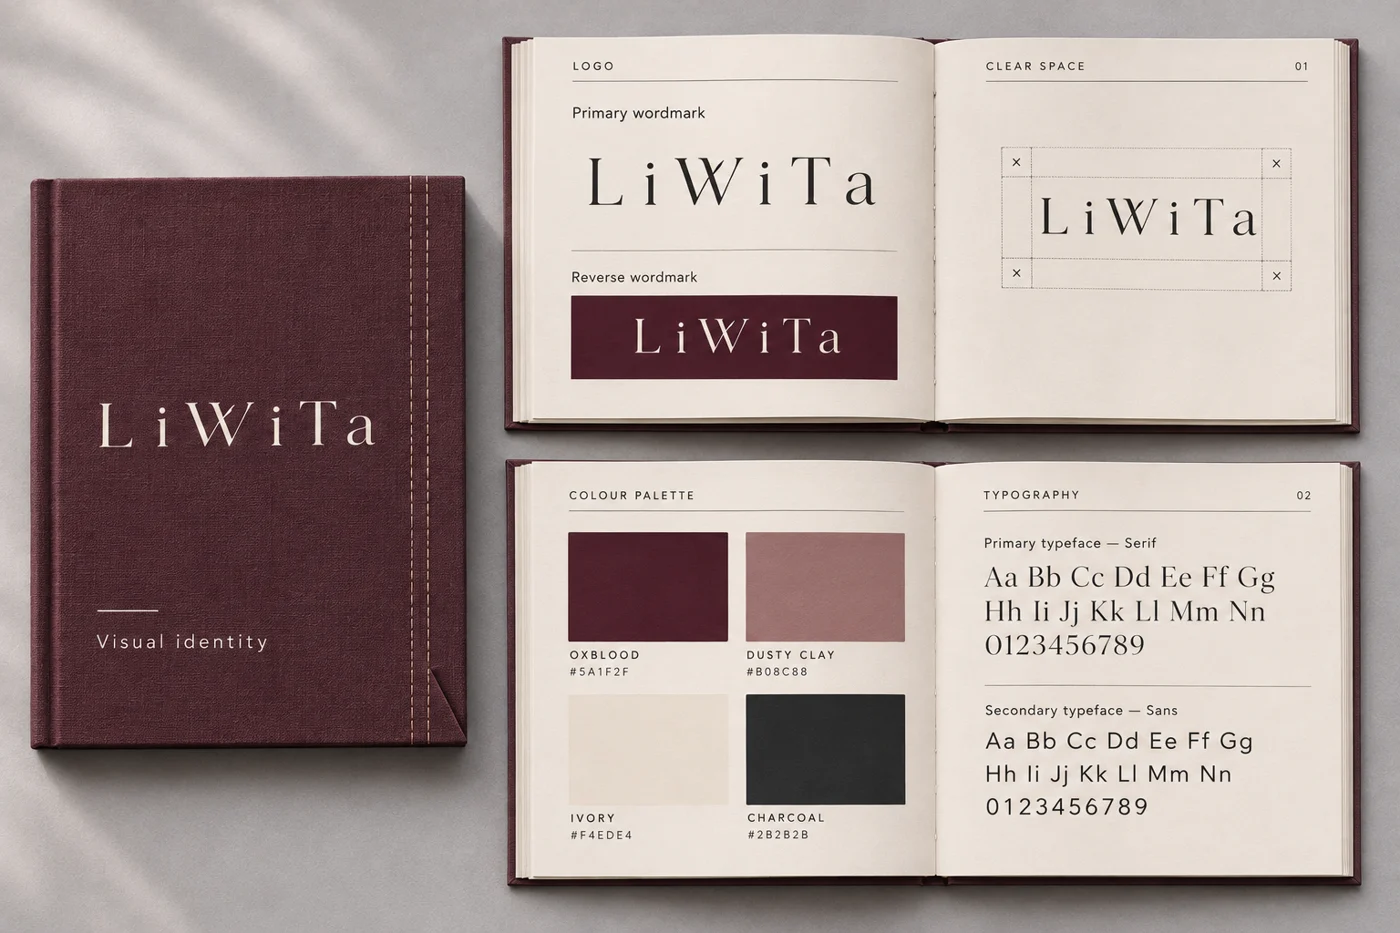 LiWiTa
Visual identity
LOGO
Primary wordmark
LiWiTa
Reverse wordmark
LiWiTa
CLEAR SPACE 01
× ×
LiWiTa
× ×
COLOUR PALETTE
OXBLOOD
#5A1F2F
DUSTY CLAY
#B08C88
IVORY
#F4EDE4
CHARCOAL
#2B2B2B
TYPOGRAPHY 02
Primary typeface — Serif
Aa Bb Cc Dd Ee Ff Gg
Hh Ii Jj Kk Ll Mm Nn
0123456789
Secondary typeface — Sans
Aa Bb Cc Dd Ee Ff Gg
Hh Ii Jj Kk Ll Mm Nn
0123456789